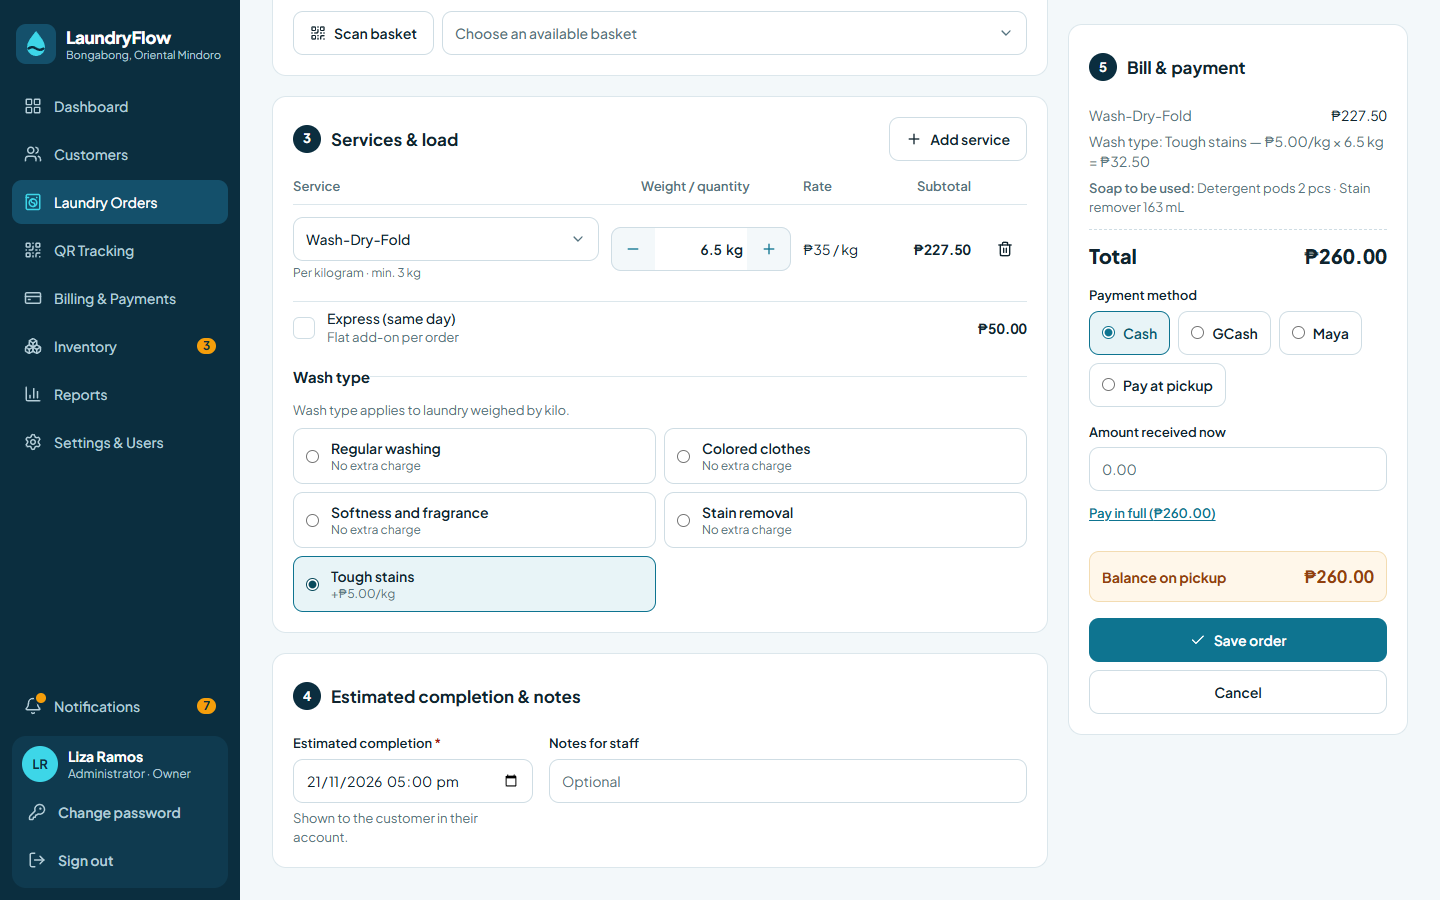 LaundryFlow
Bongabong, Oriental Mindoro
Dashboard
Customers
Laundry Orders
QR Tracking
Billing & Payments
Inventory 3
Reports
Settings & Users
Notifications 7
LR
Liza Ramos
Administrator · Owner
Change password
Sign out
Scan basket
Choose an available basket
3 Services & load
Add service
Service Weight / quantity Rate Subtotal
Wash-Dry-Fold
6.5 kg
₱35 / kg
₱227.50
Per kilogram · min. 3 kg
Express (same day)
Flat add-on per order
₱50.00
Wash type
Wash type applies to laundry weighed by kilo.
Regular washing
No extra charge
Colored clothes
No extra charge
Softness and fragrance
No extra charge
Stain removal
No extra charge
Tough stains
+₱5.00/kg
4 Estimated completion & notes
Estimated completion *
21/11/2026 05:00 pm
Shown to the customer in their
account.
Notes for staff
Optional
5 Bill & payment
Wash-Dry-Fold ₱227.50
Wash type: Tough stains — ₱5.00/kg × 6.5 kg
= ₱32.50
Soap to be used: Detergent pods 2 pcs · Stain
remover 163 mL
Total ₱260.00
Payment method
Cash
GCash
Maya
Pay at pickup
Amount received now
0.00
Pay in full (₱260.00)
Balance on pickup ₱260.00
Save order
Cancel